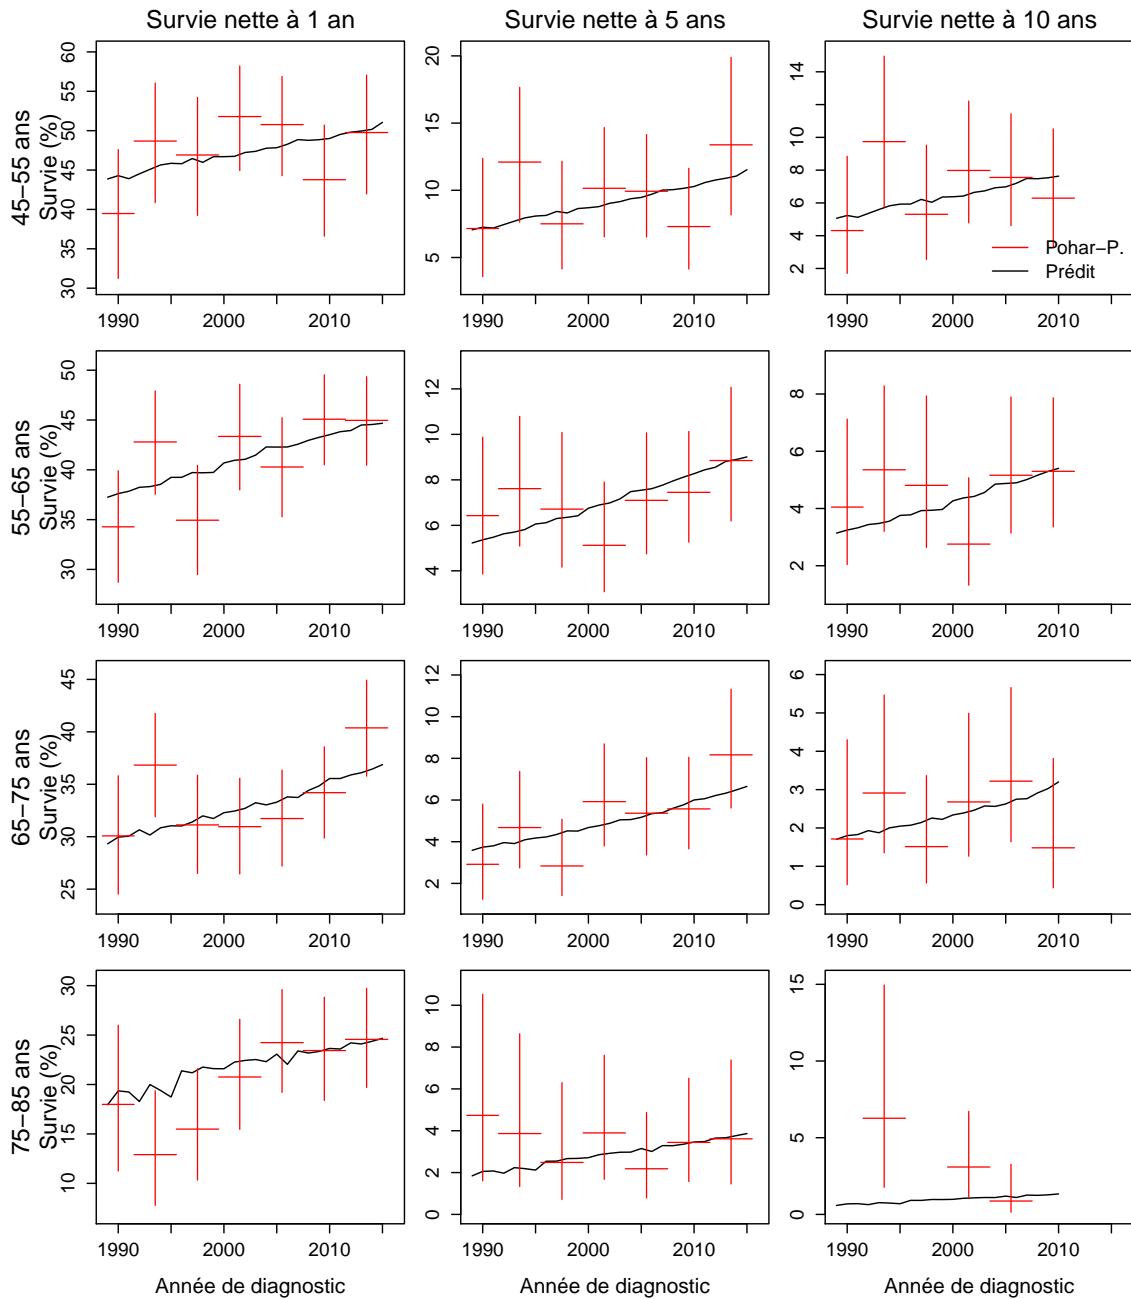 Survie nette à 1 an
Survie nette à 5 ans
Survie nette à 10 ans
45−55 ans
Survie (%)
30 35 40 45 50 55 60
1990 2000 2010
5 10 15 20
1990 2000 2010
2 4 6 8 10 14
1990 2000 2010
Pohar−P.
Prédit
55−65 ans
Survie (%)
30 35 40 45 50
1990 2000 2010
4 6 8 10 12
1990 2000 2010
2 4 6 8
1990 2000 2010
65−75 ans
Survie (%)
25 30 35 40 45
1990 2000 2010
2 4 6 8 10 12
1990 2000 2010
0 1 2 3 4 5 6
1990 2000 2010
75−85 ans
Survie (%)
10 15 20 25 30
1990 2000 2010
0 2 4 6 8 10
1990 2000 2010
0 5 10 15
1990 2000 2010
Année de diagnostic
Année de diagnostic
Année de diagnostic